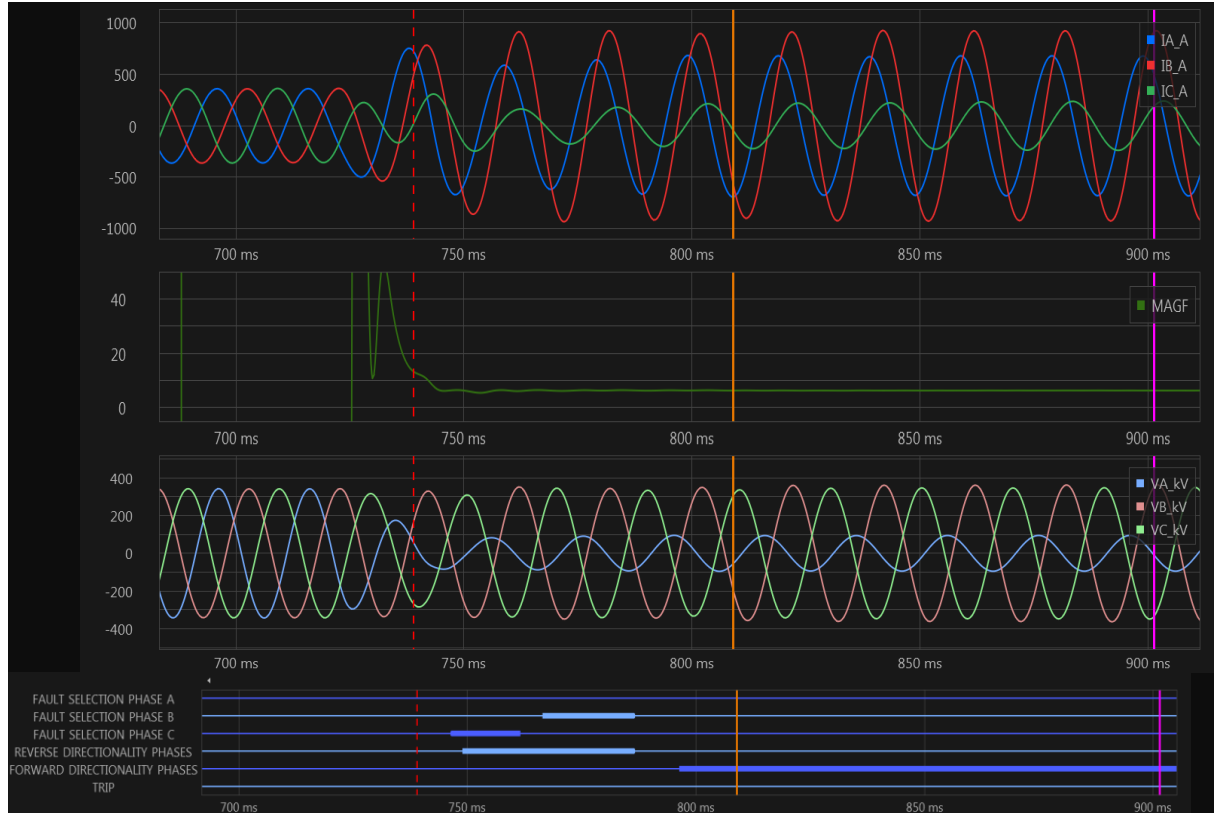 1000
500
0
-500
-1000
IA_A
IB_A
IC_A
700 ms
750 ms
800 ms
850 ms
900 ms
40
20
0
MAGF
700 ms
750 ms
800 ms
850 ms
900 ms
400
200
0
-200
-400
VA_kV
VB_kV
VC_kV
700 ms
750 ms
800 ms
850 ms
900 ms
FAULT SELECTION PHASE A
FAULT SELECTION PHASE B
FAULT SELECTION PHASE C
REVERSE DIRECTIONALITY PHASES
FORWARD DIRECTIONALITY PHASES
TRIP
700 ms
750 ms
800 ms
850 ms
900 ms